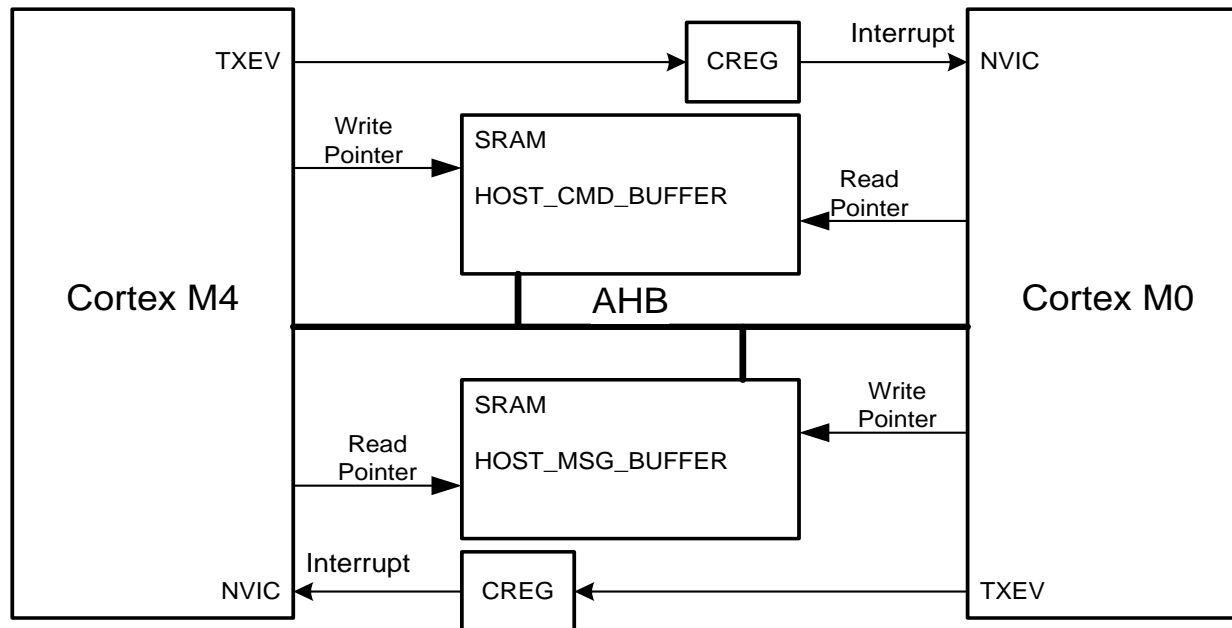 Interrupt
TXEV
CREG
NVIC
Write
Pointer
SRAM
HOST_CMD_BUFFER
Read
Pointer
Cortex M4
AHB
Cortex M0
SRAM
HOST_MSG_BUFFER
Write
Pointer
Read
Pointer
Interrupt
NVIC
CREG
TXEV